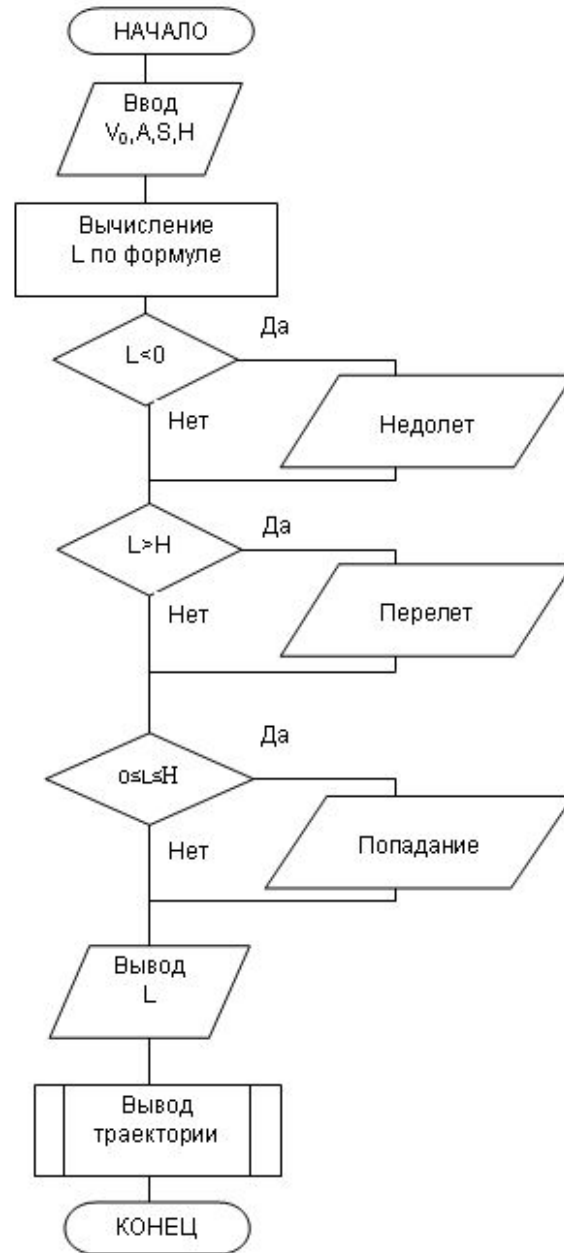 НАЧАЛО
Ввод
V₀,A,S,H
Вычисление
L по формуле
L<0
Да
Нет
Недолет
L>H
Да
Нет
Перелет
0≤L≤H
Да
Нет
Попадание
Вывод
L
Вывод
траектории
КОНЕЦ